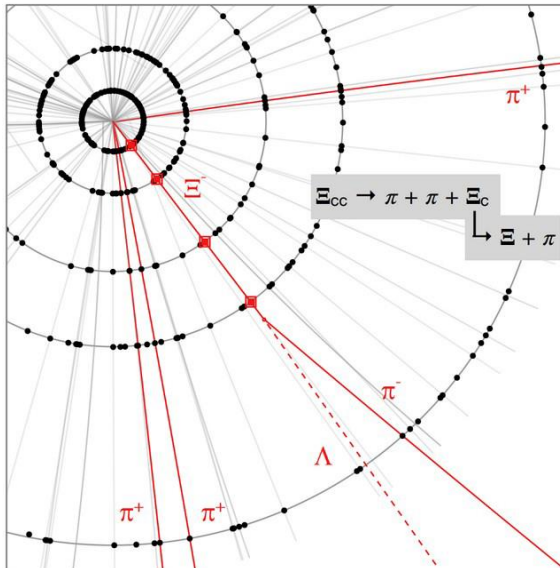 π⁺
Ξ⁻
Ξcc → π + π + Ξc
↳ Ξ + π
π⁻
Λ
π⁺ π⁺